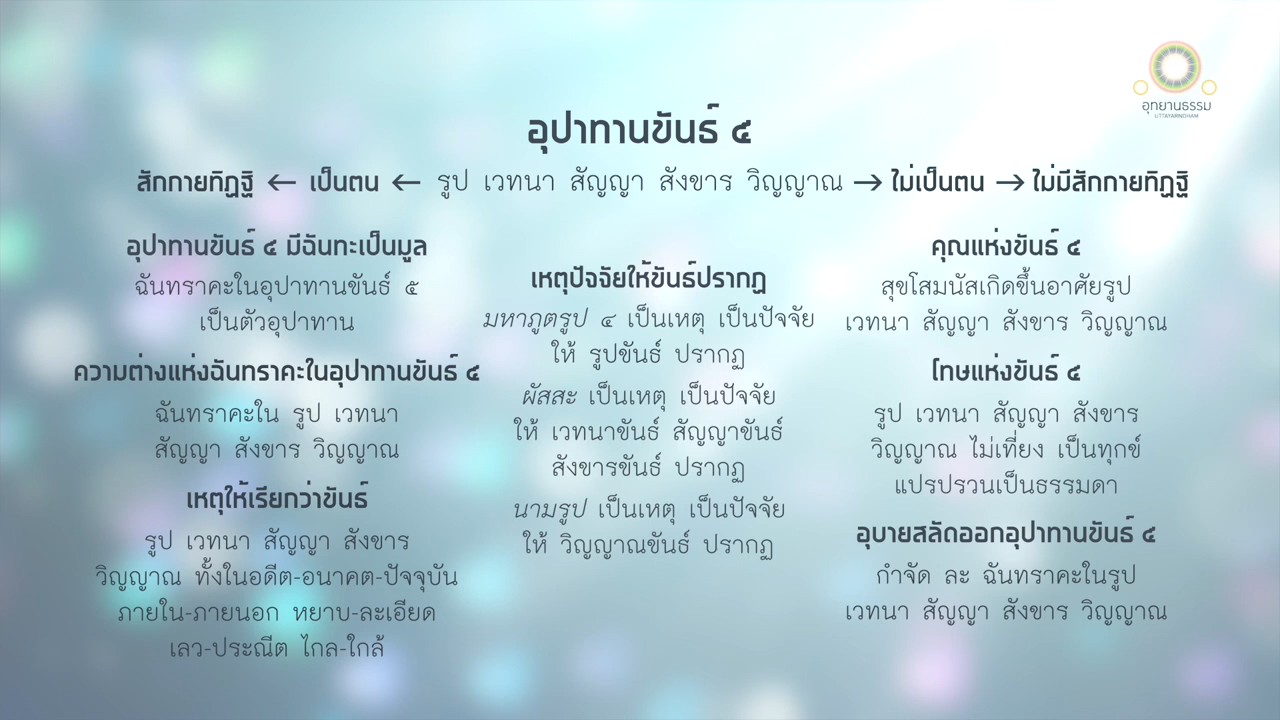 อุทยานธรรม
UTTAYARNDHAM
อุปาทานขันธ์ ๕
สักกายทิฏฐิ ← เป็นตน ← รูป เวทนา สัญญา สังขาร วิญญาณ → ไม่เป็นตน → ไม่มีสักกายทิฏฐิ
อุปาทานขันธ์ ๕ มีฉันทะเป็นมูล
ฉันทราคะในอุปาทานขันธ์ ๕
เป็นตัวอุปาทาน
ความต่างแห่งฉันทราคะในอุปาทานขันธ์ ๕
ฉันทราคะใน รูป เวทนา
สัญญา สังขาร วิญญาณ
เหตุให้เรียกว่าขันธ์
รูป เวทนา สัญญา สังขาร
วิญญาณ ทั้งในอดีต-อนาคต-ปัจจุบัน
ภายใน-ภายนอก หยาบ-ละเอียด
เลว-ประณีต ไกล-ใกล้
เหตุปัจจัยให้ขันธ์ปรากฏ
มหาภูตรูป ๔ เป็นเหตุ เป็นปัจจัย
ให้ รูปขันธ์ ปรากฏ
ผัสสะ เป็นเหตุ เป็นปัจจัย
ให้ เวทนาขันธ์ สัญญาขันธ์
สังขารขันธ์ ปรากฏ
นามรูป เป็นเหตุ เป็นปัจจัย
ให้ วิญญาณขันธ์ ปรากฏ
คุณแห่งขันธ์ ๕
สุขโสมนัสเกิดขึ้นอาศัยรูป
เวทนา สัญญา สังขาร วิญญาณ
โทษแห่งขันธ์ ๕
รูป เวทนา สัญญา สังขาร
วิญญาณ ไม่เที่ยง เป็นทุกข์
แปรปรวนเป็นธรรมดา
อุบายสลัดออกอุปาทานขันธ์ ๕
กำจัด ละ ฉันทราคะในรูป
เวทนา สัญญา สังขาร วิญญาณ